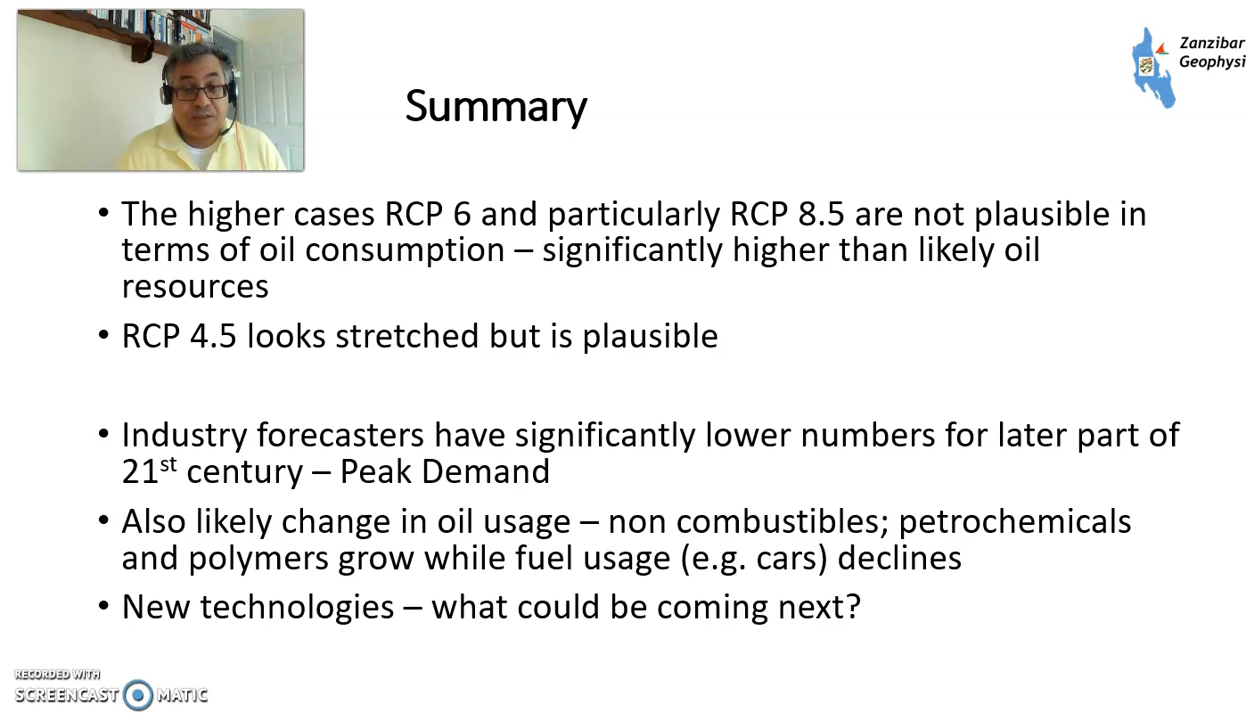 Zanzibar
Geophysi
Summary
• The higher cases RCP 6 and particularly RCP 8.5 are not plausible in
terms of oil consumption – significantly higher than likely oil
resources
• RCP 4.5 looks stretched but is plausible
• Industry forecasters have significantly lower numbers for later part of
21st century – Peak Demand
• Also likely change in oil usage – non combustibles; petrochemicals
and polymers grow while fuel usage (e.g. cars) declines
• New technologies – what could be coming next?
RECORDED WITH
SCREENCAST MATIC